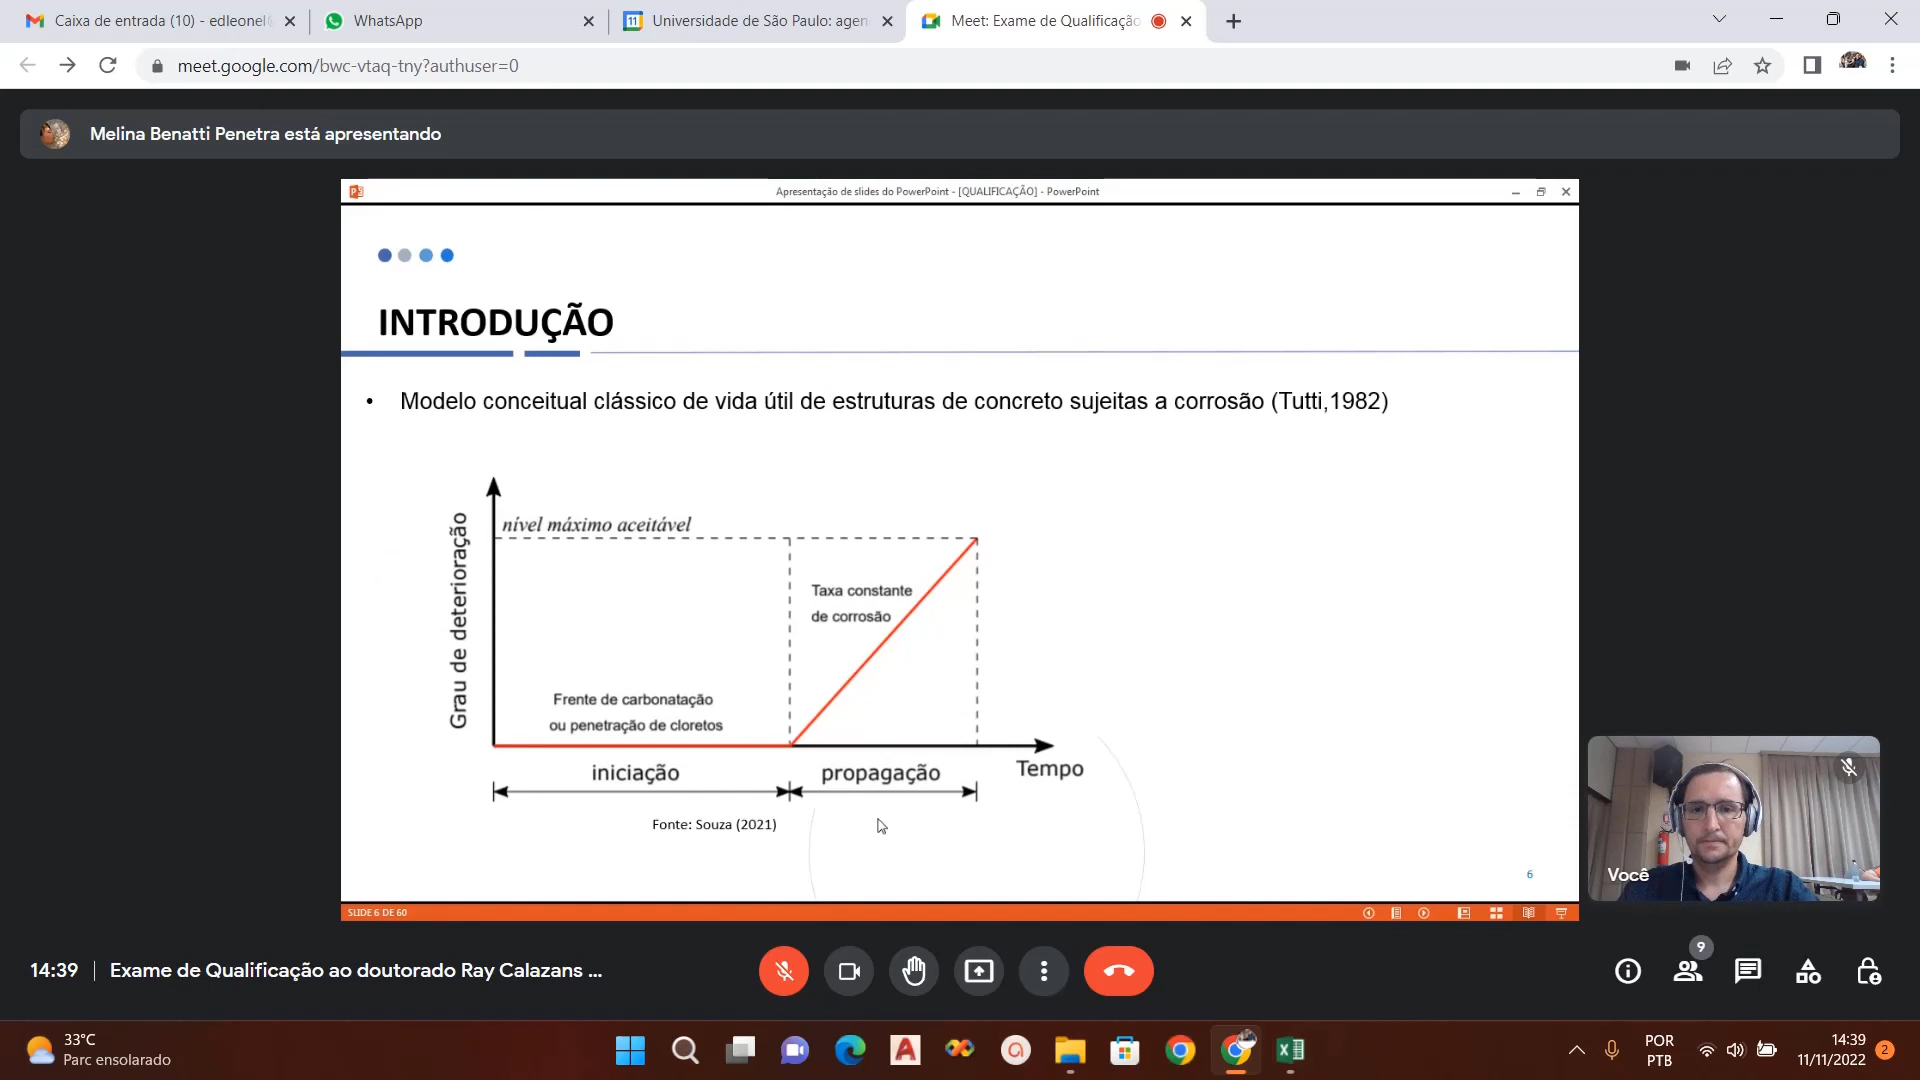 Caixa de entrada (10) - edleonel@
WhatsApp
Universidade de São Paulo: agen
Meet: Exame de Qualificação
meet.google.com/bwc-vtaq-tny?authuser=0
Melina Benatti Penetra está apresentando
Apresentação de slides do PowerPoint - [QUALIFICAÇÃO] - PowerPoint
INTRODUÇÃO
• Modelo conceitual clássico de vida útil de estruturas de concreto sujeitas a corrosão (Tutti,1982)
nível máximo aceitável
Grau de deterioração
Taxa constante
de corrosão
Frente de carbonatação
ou penetração de cloretos
iniciação
propagação
Tempo
Fonte: Souza (2021)
6
SLIDE 6 DE 60
Você
14:39
Exame de Qualificação ao doutorado Ray Calazans ...
9
33°C
Parc ensolarado
POR
PTB
14:39
11/11/2022
2